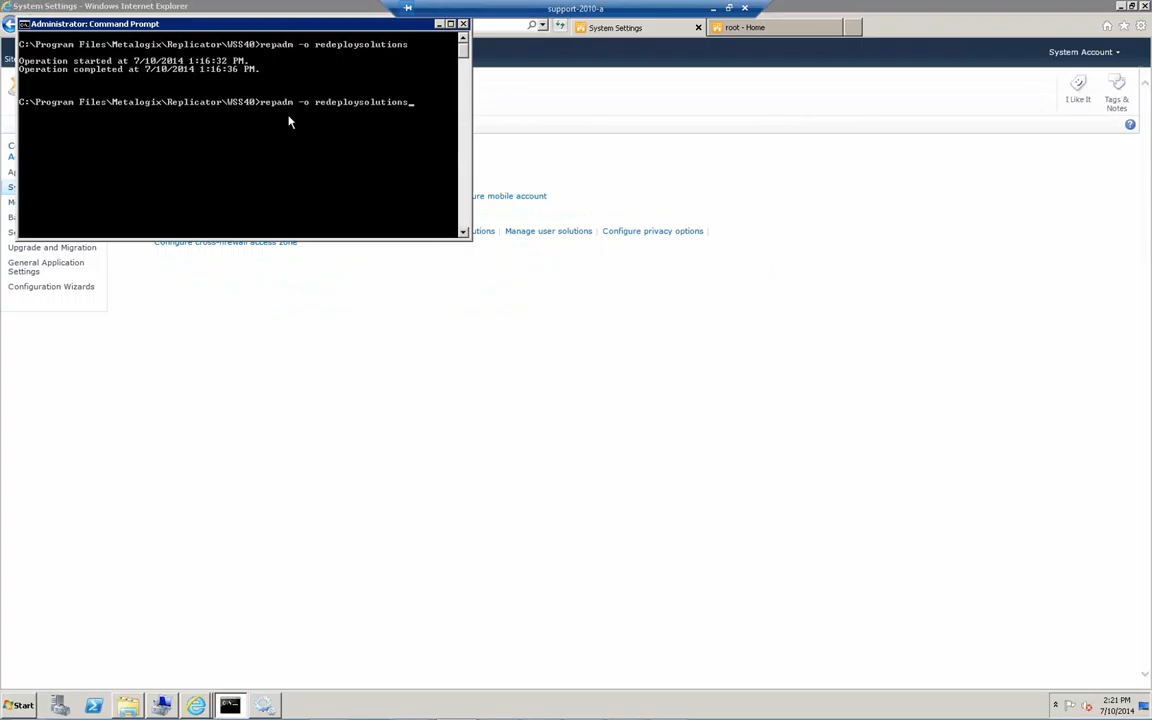 System Settings - Windows Internet Explorer
support-2010-a
Administrator: Command Prompt
System Settings
root - Home
C:\Program Files\Metalogix\Replicator\WSS40>repadm -o redeploysolutions
Operation started at 7/10/2014 1:16:32 PM.
Operation completed at 7/10/2014 1:16:36 PM.
C:\Program Files\Metalogix\Replicator\WSS40>repadm -o redeploysolutions_
System Account
I Like It
Tags &
Notes
ure mobile account
utions
Manage user solutions
Configure privacy options
Configure cross-firewall access zone
Upgrade and Migration
General Application
Settings
Configuration Wizards
Start
2:21 PM
7/10/2014